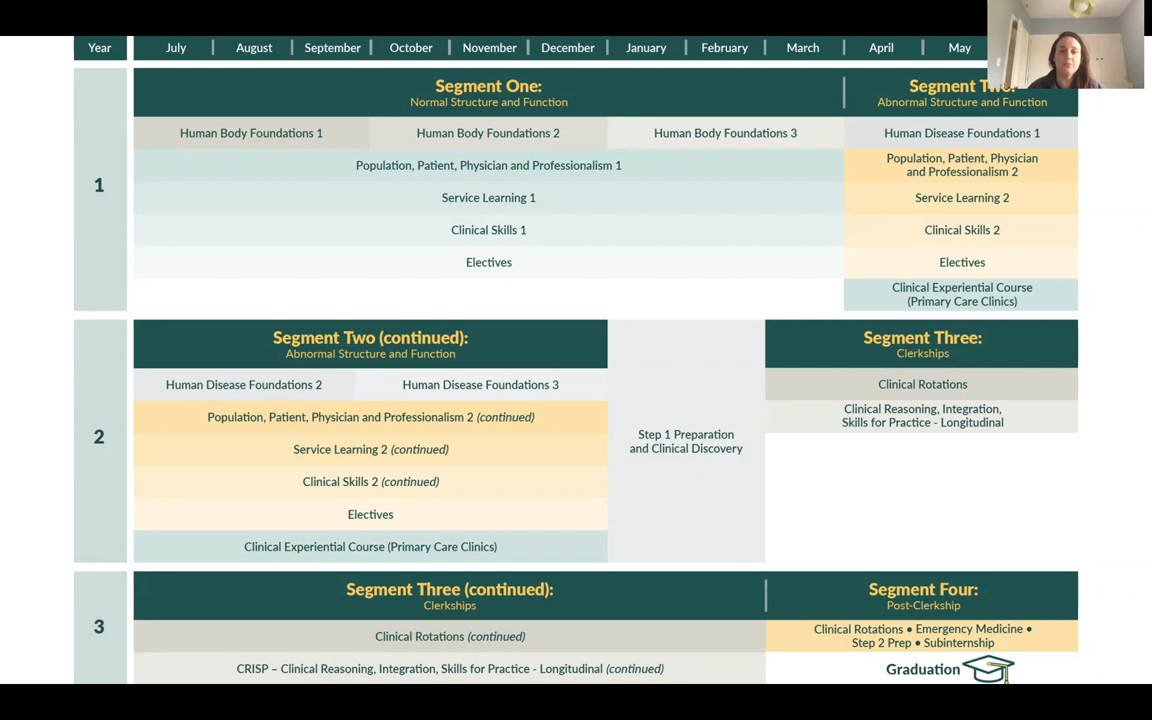 Year July August September October November December January February March April May
Segment One:
Normal Structure and Function
Segment Two:
Abnormal Structure and Function
Human Body Foundations 1
Human Body Foundations 2
Human Body Foundations 3
Human Disease Foundations 1
1
Population, Patient, Physician and Professionalism 1
Population, Patient, Physician
and Professionalism 2
Service Learning 1
Service Learning 2
Clinical Skills 1
Clinical Skills 2
Electives
Electives
Clinical Experiential Course
(Primary Care Clinics)
2
Segment Two (continued):
Abnormal Structure and Function
Human Disease Foundations 2
Human Disease Foundations 3
Population, Patient, Physician and Professionalism 2 (continued)
Service Learning 2 (continued)
Clinical Skills 2 (continued)
Electives
Clinical Experiential Course (Primary Care Clinics)
Step 1 Preparation
and Clinical Discovery
Segment Three:
Clerkships
Clinical Rotations
Clinical Reasoning, Integration,
Skills for Practice - Longitudinal
3
Segment Three (continued):
Clerkships
Clinical Rotations (continued)
CRISP – Clinical Reasoning, Integration, Skills for Practice - Longitudinal (continued)
Segment Four:
Post-Clerkship
Clinical Rotations • Emergency Medicine •
Step 2 Prep • Subinternship
Graduation